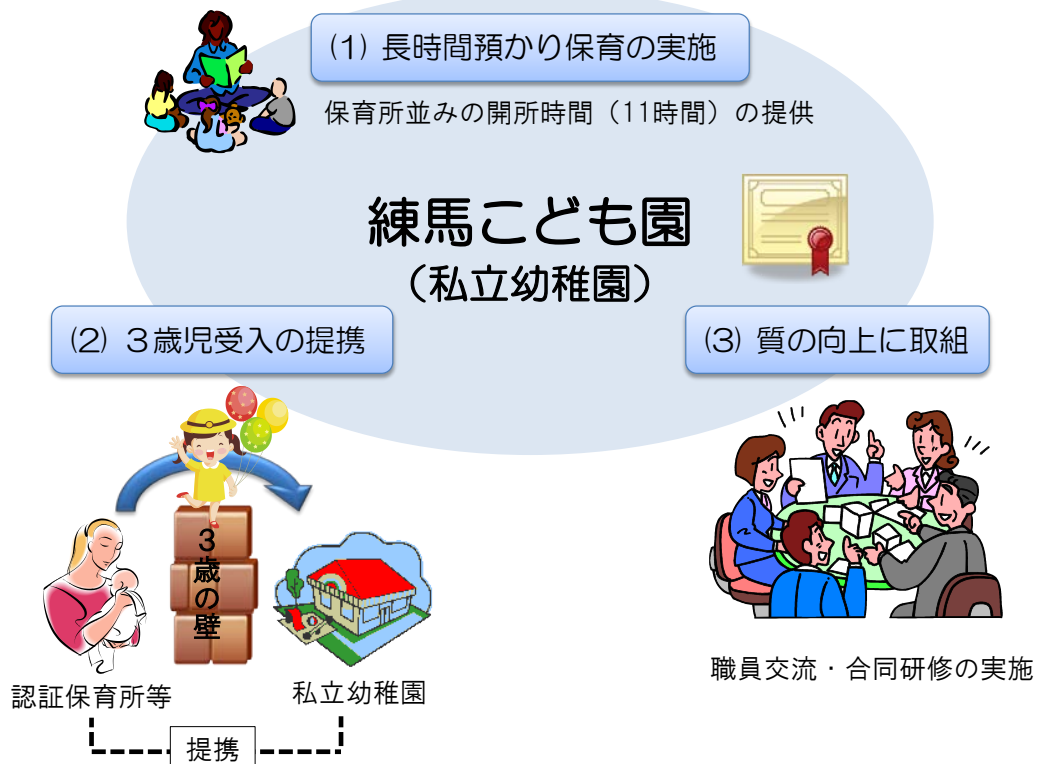 (1) 長時間預かり保育の実施
保育所並みの開所時間（11時間）の提供
練馬こども園
（私立幼稚園）
(2) ３歳児受入の提携
(3) 質の向上に取組
３歳の壁
認証保育所等
私立幼稚園
提携
職員交流・合同研修の実施